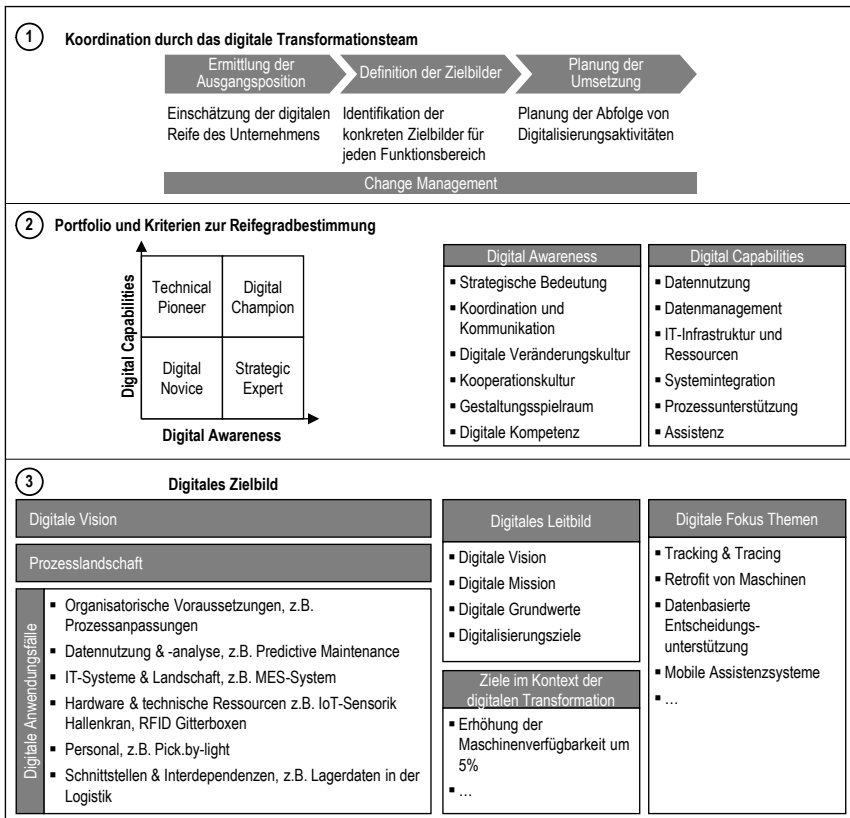 1
Koordination durch das digitale Transformationsteam
Ermittlung der
Ausgangsposition
Definition der Zielbilder
Planung der
Umsetzung
Einschätzung der digitalen
Reife des Unternehmens
Identifikation der
konkreten Zielbilder für
jeden Funktionsbereich
Planung der Abfolge von
Digitalisierungsaktivitäten
Change Management
2
Portfolio und Kriterien zur Reifegradbestimmung
Digital Capabilities
Technical
Pioneer
Digital
Champion
Digital
Novice
Strategic
Expert
Digital Awareness
Digital Awareness
▪ Strategische Bedeutung
▪ Koordination und
Kommunikation
▪ Digitale Veränderungskultur
▪ Kooperationskultur
▪ Gestaltungsspielraum
▪ Digitale Kompetenz
Digital Capabilities
▪ Datennutzung
▪ Datenmanagement
▪ IT-Infrastruktur und
Ressourcen
▪ Systemintegration
▪ Prozessunterstützung
▪ Assistenz
3
Digitales Zielbild
Digitale Vision
Prozesslandschaft
Digitale Anwendungsfälle
▪ Organisatorische Voraussetzungen, z.B.
Prozessanpassungen
▪ Datennutzung & -analyse, z.B. Predictive Maintenance
▪ IT-Systeme & Landschaft, z.B. MES-System
▪ Hardware & technische Ressourcen z.B. IoT-Sensorik
Hallenkran, RFID Gitterboxen
▪ Personal, z.B. Pick.by-light
▪ Schnittstellen & Interdependenzen, z.B. Lagerdaten in der
Logistik
Digitales Leitbild
▪ Digitale Vision
▪ Digitale Mission
▪ Digitale Grundwerte
▪ Digitalisierungsziele
Ziele im Kontext der
digitalen Transformation
▪ Erhöhung der
Maschinenverfügbarkeit um
5%
▪ …
Digitale Fokus Themen
▪ Tracking & Tracing
▪ Retrofit von Maschinen
▪ Datenbasierte
Entscheidungs-
unterstützung
▪ Mobile Assistenzsysteme
▪ …